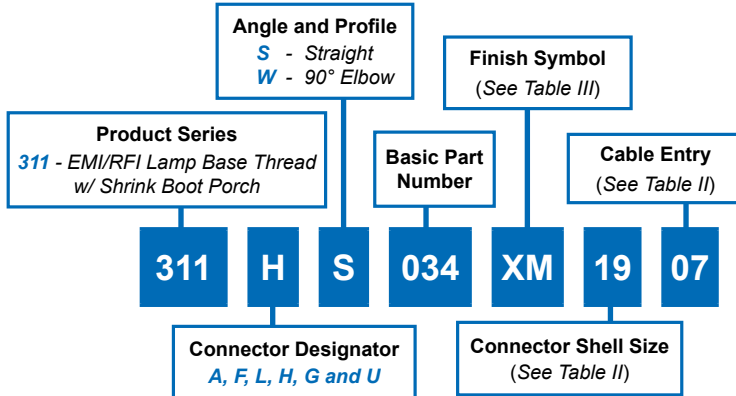 Angle and Profile
S - Straight
W - 90° Elbow
Finish Symbol
(See Table III)
Product Series
311 - EMI/RFI Lamp Base Thread
w/ Shrink Boot Porch
Basic Part
Number
Cable Entry
(See Table II)
311 H S 034 XM 19 07
Connector Designator
A, F, L, H, G and U
Connector Shell Size
(See Table II)